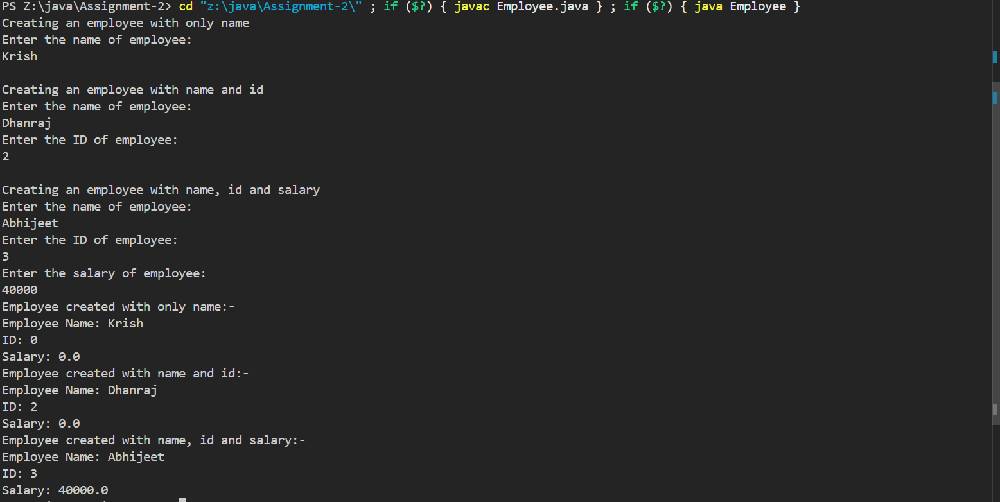 PS Z:\java\Assignment-2> cd "z:\java\Assignment-2\" ; if ($?) { javac Employee.java } ; if ($?) { java Employee }
Creating an employee with only name
Enter the name of employee:
Krish
Creating an employee with name and id
Enter the name of employee:
Dhanraj
Enter the ID of employee:
2
Creating an employee with name, id and salary
Enter the name of employee:
Abhijeet
Enter the ID of employee:
3
Enter the salary of employee:
40000
Employee created with only name:-
Employee Name: Krish
ID: 0
Salary: 0.0
Employee created with name and id:-
Employee Name: Dhanraj
ID: 2
Salary: 0.0
Employee created with name, id and salary:-
Employee Name: Abhijeet
ID: 3
Salary: 40000.0